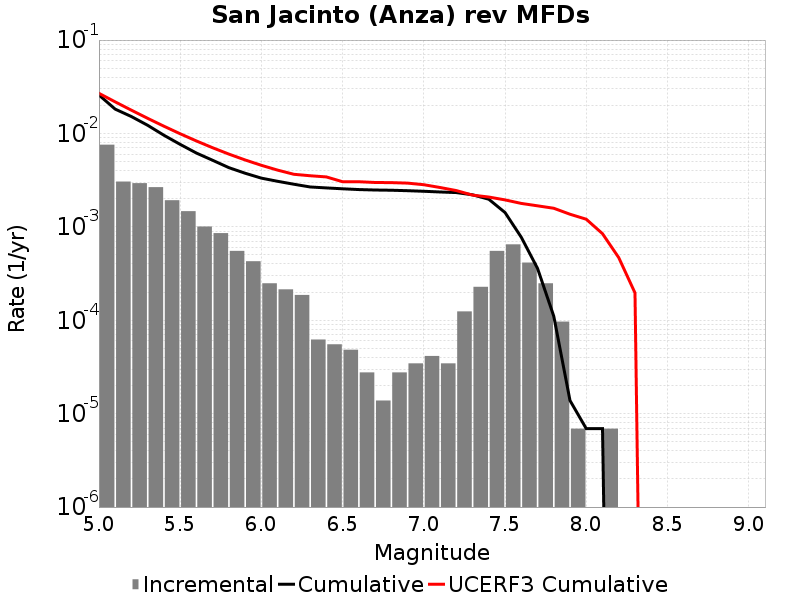 San Jacinto (Anza) rev MFDs
10^-1
10^-2
10^-3
10^-4
10^-5
10^-6
Rate (1/yr)
5.0 5.5 6.0 6.5 7.0 7.5 8.0 8.5 9.0
Magnitude
Incremental Cumulative UCERF3 Cumulative